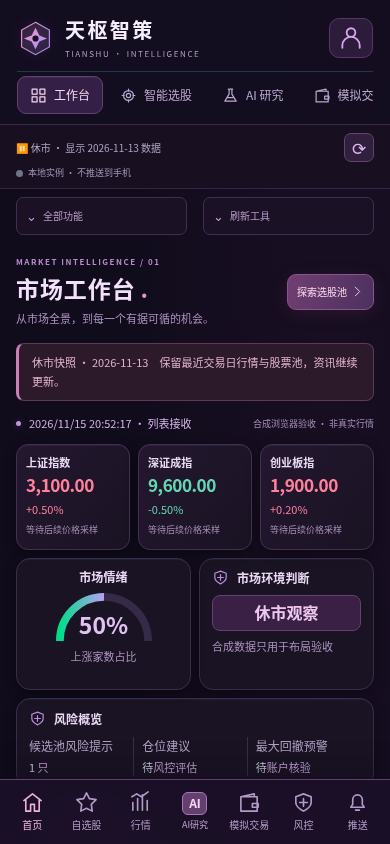 天枢智策
TIANSHU • INTELLIGENCE
工作台 智能选股 AI 研究 模拟交
休市 • 显示 2026-11-13 数据
本地实例 • 不推送到手机
全部功能 刷新工具
MARKET INTELLIGENCE / 01
市场工作台 .
探索选股池
从市场全景，到每一个有据可循的机会。
休市快照 • 2026-11-13 保留最近交易日行情与股票池，资讯继续
更新。
2026/11/15 20:52:17 • 列表接收 合成浏览器验收 • 非真实行情
上证指数 深证成指 创业板指
3,100.00 9,600.00 1,900.00
+0.50% -0.50% +0.20%
等待后续价格采样 等待后续价格采样 等待后续价格采样
市场情绪
50%
上涨家数占比
市场环境判断
休市观察
合成数据只用于布局验收
风险概览
候选池风险提示 仓位建议 最大回撤预警
1 只 待风控评估 待账户核验
AI
首页 自选股 行情 AI研究 模拟交易 风控 推送